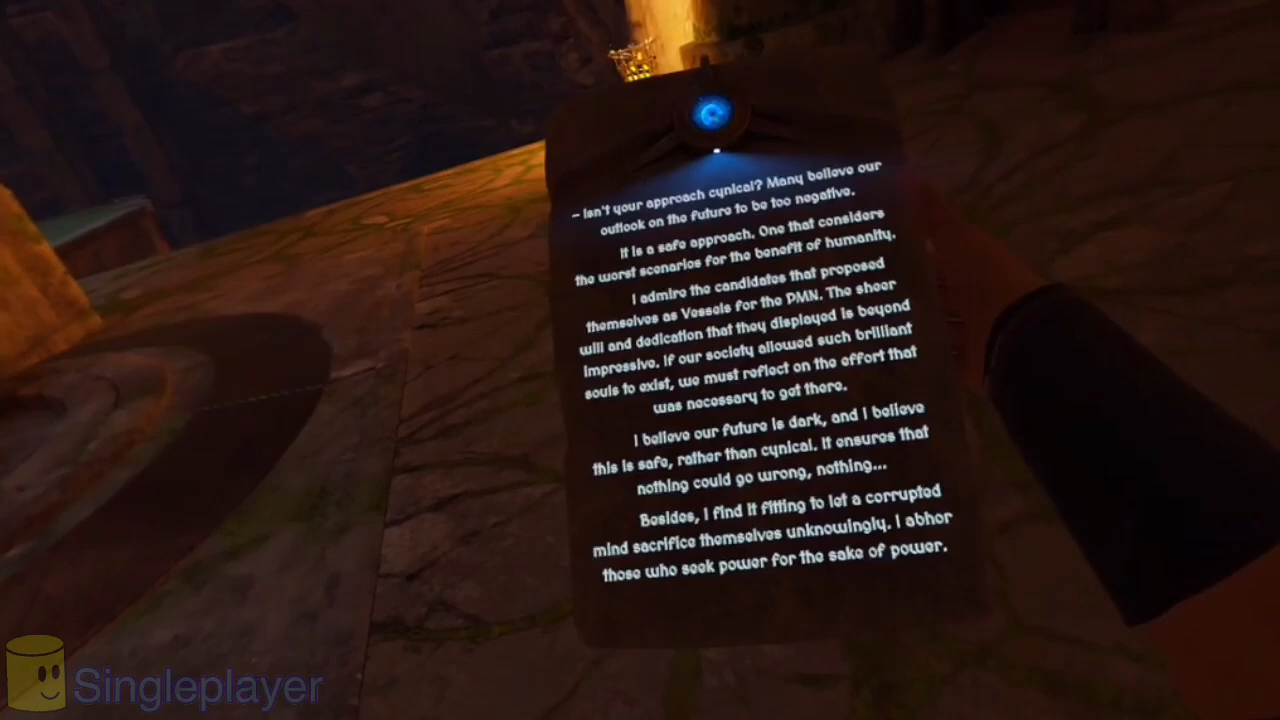 – Isn't your approach cynical? Many believe our
outlook on the future to be too negative.
It is a safe approach. One that considers
the worst scenarios for the benefit of humanity.
I admire the candidates that proposed
themselves as Vessels for the PMN. The sheer
will and dedication that they displayed is beyond
impressive. If our society allowed such brilliant
souls to exist, we must reflect on the effort that
was necessary to get there.
I believe our future is dark, and I believe
this is safe, rather than cynical. It ensures that
nothing could go wrong, nothing...
Besides, I find it fitting to let a corrupted
mind sacrifice themselves unknowingly. I abhor
those who seek power for the sake of power.
Singleplayer